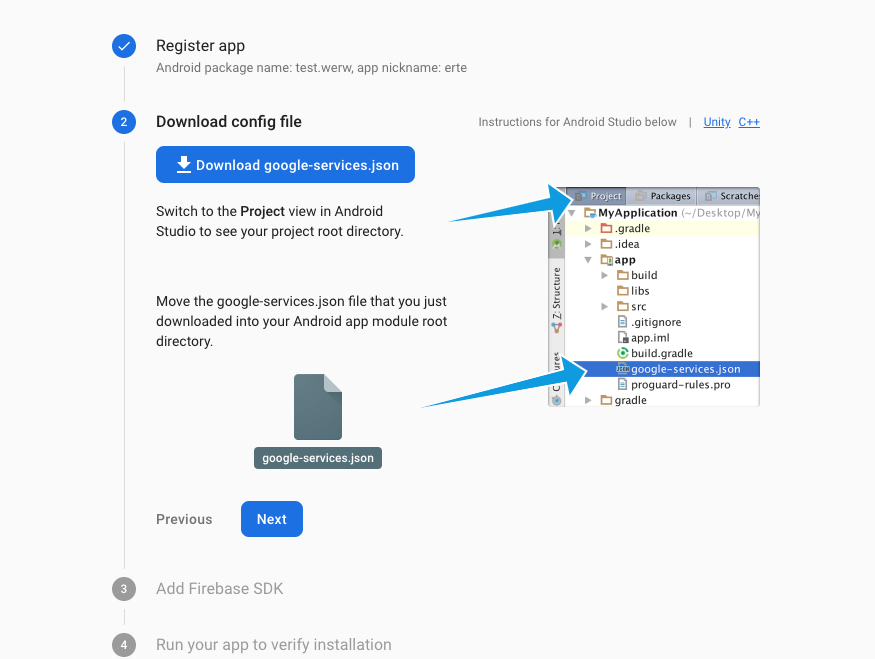 Register app
Android package name: test.werw, app nickname: erte
2
Download config file
Instructions for Android Studio below | Unity C++
Download google-services.json
Switch to the Project view in Android
Studio to see your project root directory.
Move the google-services.json file that you just
downloaded into your Android app module root
directory.
google-services.json
Project Packages Scratches
MyApplication (~/Desktop/My
.gradle
.idea
app
build
libs
src
.gitignore
app.iml
build.gradle
google-services.json
proguard-rules.pro
gradle
Z: Structure
Previous Next
3 Add Firebase SDK
4 Run your app to verify installation